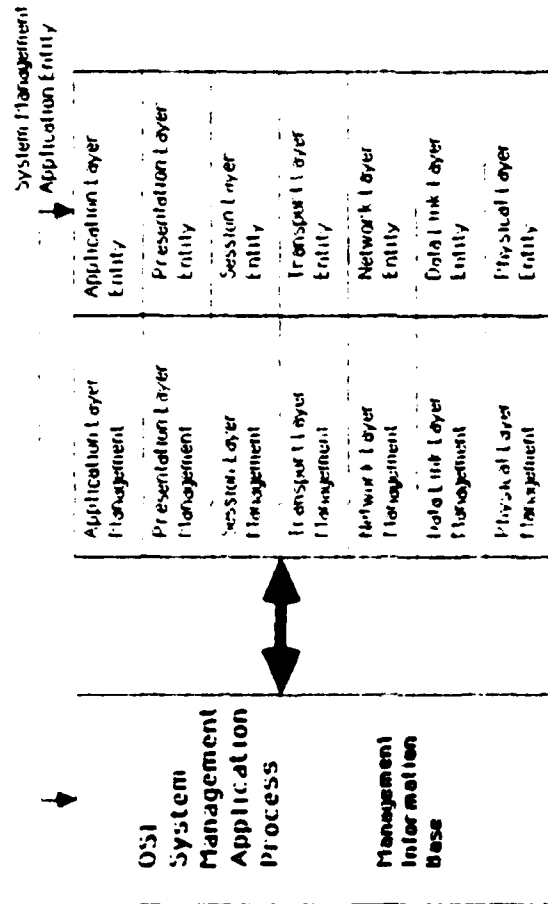 System Management
Application Entity
OSI
System
Management
Application
Process
Management
Information
Base
Application Layer
Management
Presentation Layer
Management
Session Layer
Management
Transport Layer
Management
Network Layer
Management
Data Link Layer
Management
Physical Layer
Management
Application Layer
Entity
Presentation Layer
Entity
Session Layer
Entity
Transport Layer
Entity
Network Layer
Entity
Data Link Layer
Entity
Physical Layer
Entity